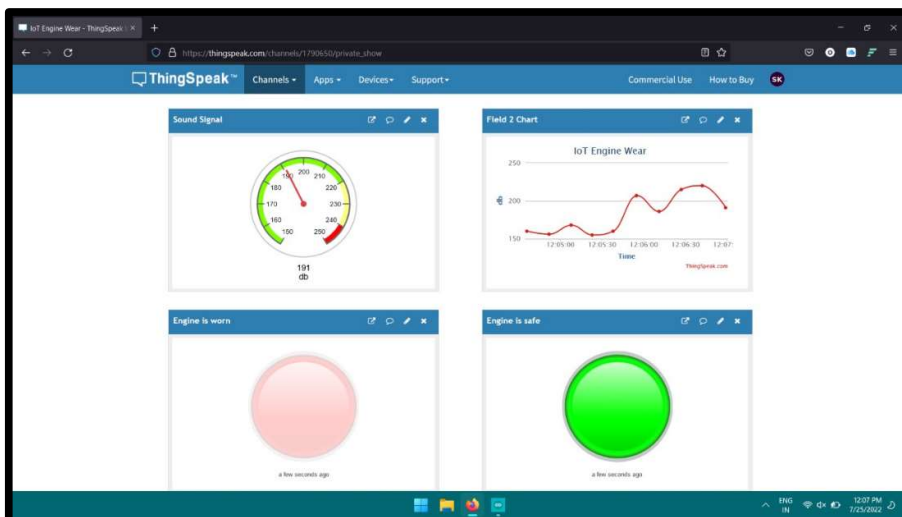 IoT Engine Wear - ThingSpeak
https://thingspeak.com/channels/1790650/private_show
ThingSpeak™ Channels Apps Devices Support Commercial Use How to Buy SK
Sound Signal
200
190 210
180 220
170 230
160 240
150 250
191
db
Field 2 Chart
IoT Engine Wear
250
200
150
db
12:05:00 12:05:30 12:06:00 12:06:30 12:07:
Time
ThingSpeak.com
Engine is worn
a few seconds ago
Engine is safe
a few seconds ago
ENG
IN
12:07 PM
7/25/2022